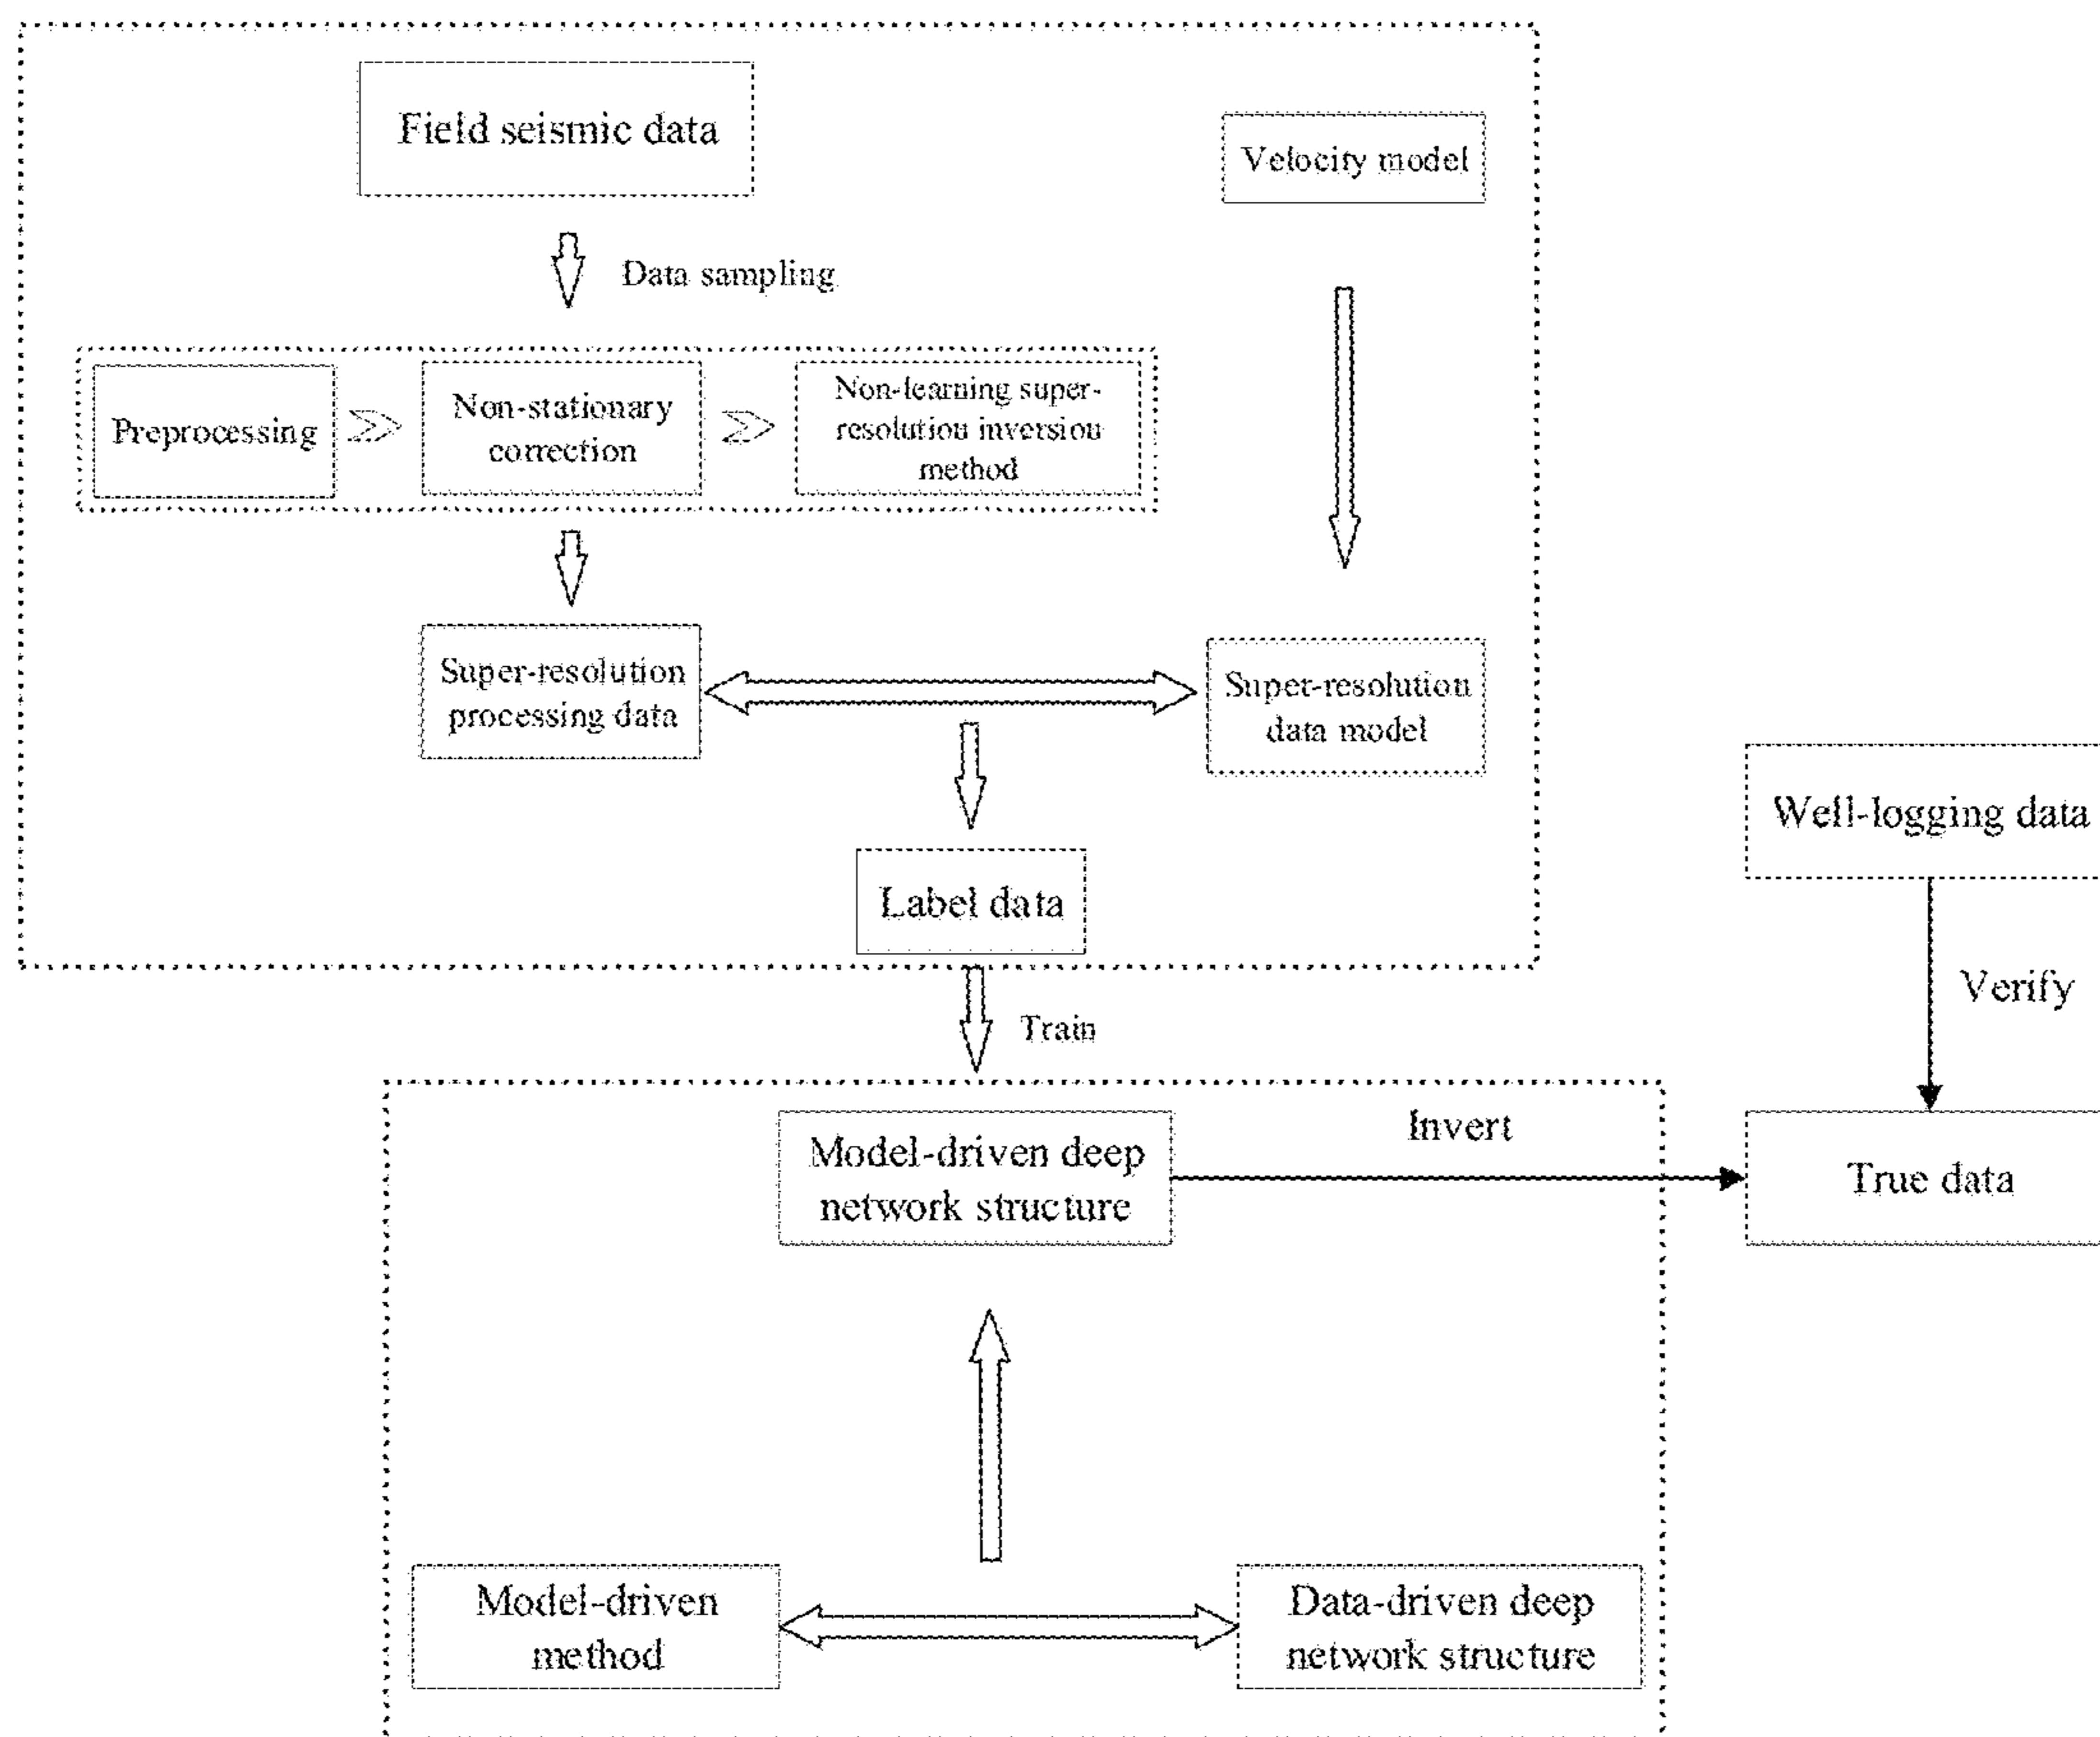 Field seismic data
Velocity model
Data sampling
Preprocessing
Non-stationary
correction
Non-learning super-
resolution inversion
method
Super-resolution
processing data
Super-resolution
data model
Label data
Well-logging data
Verify
Train
Model-driven deep
network structure
Invert
True data
Model-driven
method
Data-driven deep
network structure